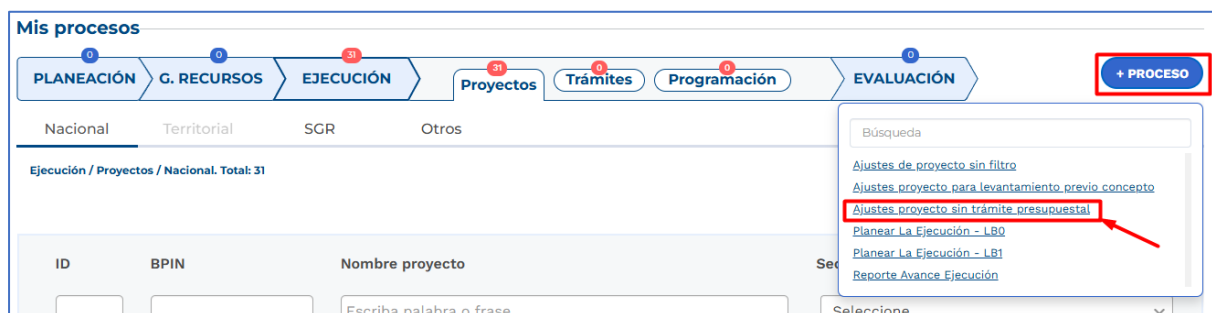 Mis procesos
0 0 31 31 0 0 0
PLANEACIÓN G. RECURSOS EJECUCIÓN Proyectos Trámites Programación EVALUACIÓN + PROCESO
Nacional Territorial SGR Otros
Búsqueda
Ejecución / Proyectos / Nacional. Total: 31
Ajustes de proyecto sin filtro
Ajustes proyecto para levantamiento previo concepto
Ajustes proyecto sin trámite presupuestal
Planear La Ejecución - LB0
Planear La Ejecución - LB1
Reporte Avance Ejecución
ID BPIN Nombre proyecto Sec
Escriba palabra o frase Seleccione